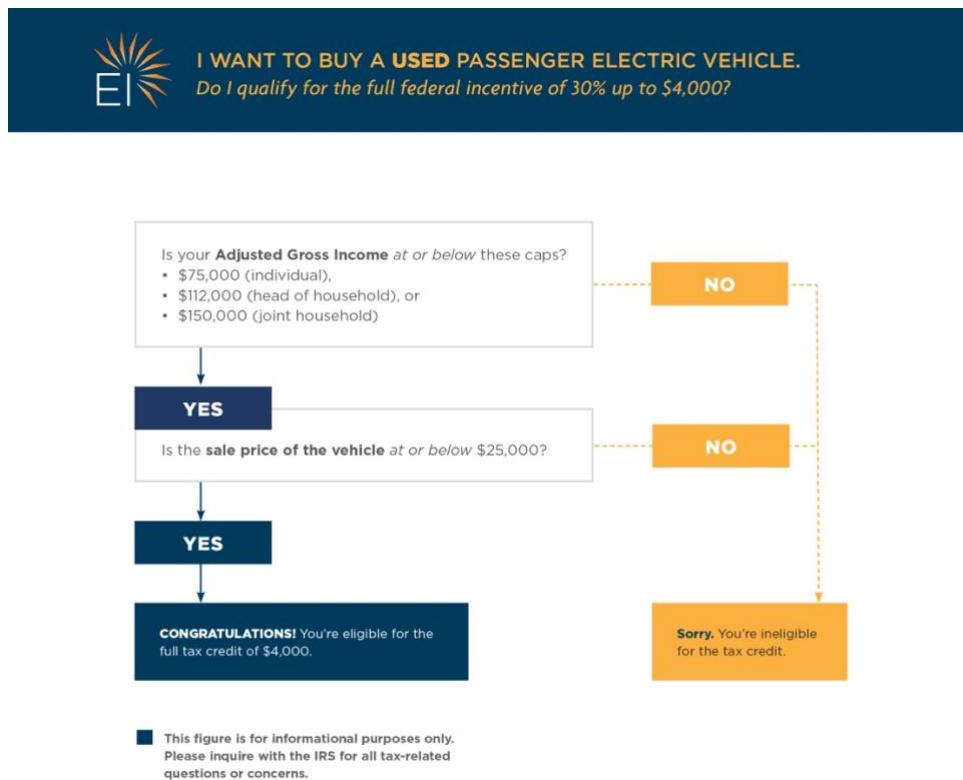 EI
I WANT TO BUY A USED PASSENGER ELECTRIC VEHICLE.
Do I qualify for the full federal incentive of 30% up to $4,000?
Is your Adjusted Gross Income at or below these caps?
• $75,000 (individual),
• $112,000 (head of household), or
• $150,000 (joint household)
NO
YES
Is the sale price of the vehicle at or below $25,000?
NO
YES
CONGRATULATIONS! You're eligible for the
full tax credit of $4,000.
Sorry. You're ineligible
for the tax credit.
This figure is for informational purposes only.
Please inquire with the IRS for all tax-related
questions or concerns.